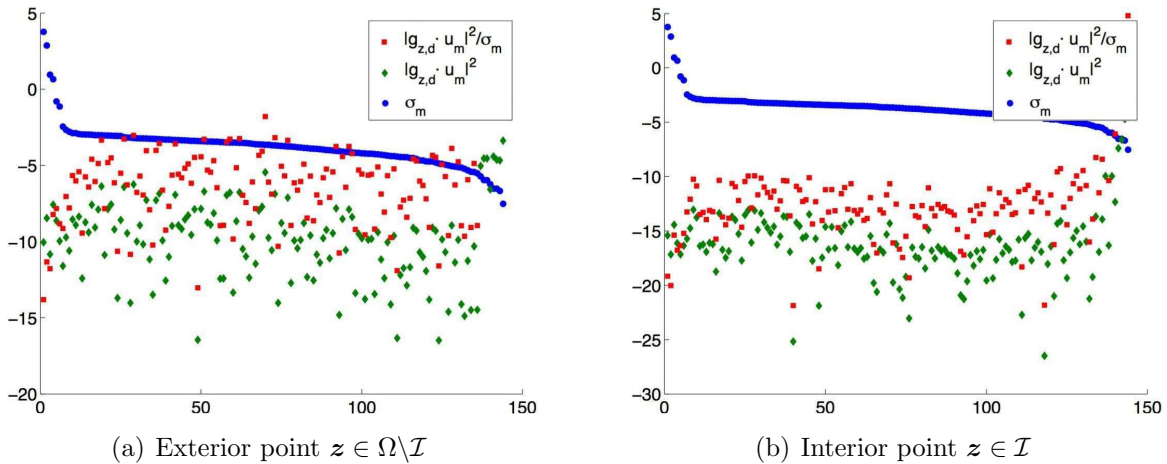 5
0
−5
−10
−15
−20
0 50 100 150
|g_{z,d} · u_m|²/σ_m
|g_{z,d} · u_m|²
σ_m
5
0
−5
−10
−15
−20
−25
−30
0 50 100 150
|g_{z,d} · u_m|²/σ_m
|g_{z,d} · u_m|²
σ_m
(a) Exterior point z ∈ Ω\I
(b) Interior point z ∈ I